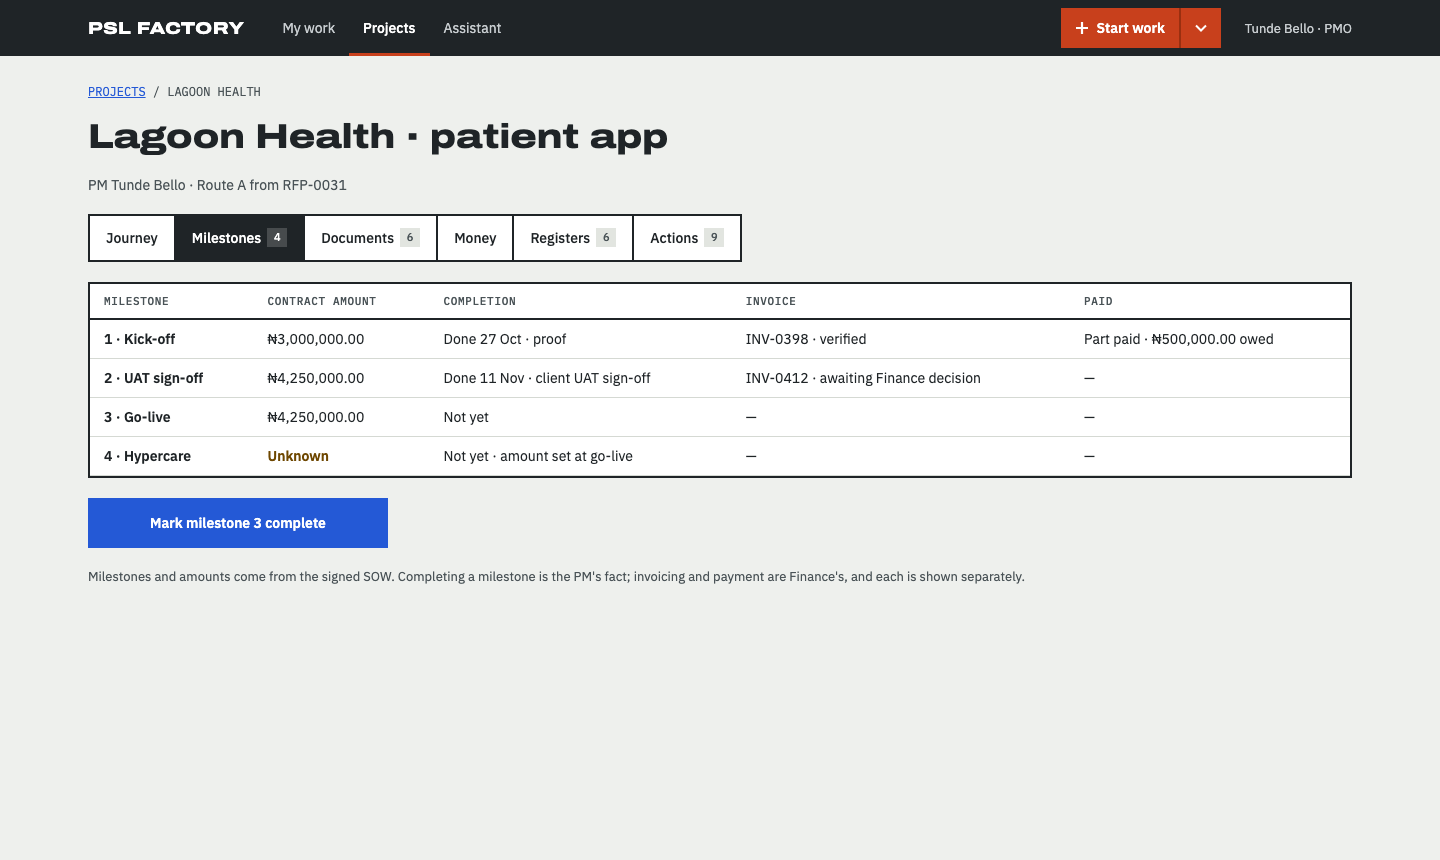 PSL FACTORY My work Projects Assistant + Start work Tunde Bello · PMO
PROJECTS / LAGOON HEALTH
Lagoon Health · patient app
PM Tunde Bello · Route A from RFP-0031
Journey Milestones 4 Documents 6 Money Registers 6 Actions 9
MILESTONE CONTRACT AMOUNT COMPLETION INVOICE PAID
1 · Kick-off ₦3,000,000.00 Done 27 Oct · proof INV-0398 · verified Part paid · ₦500,000.00 owed
2 · UAT sign-off ₦4,250,000.00 Done 11 Nov · client UAT sign-off INV-0412 · awaiting Finance decision —
3 · Go-live ₦4,250,000.00 Not yet — —
4 · Hypercare Unknown Not yet · amount set at go-live — —
Mark milestone 3 complete
Milestones and amounts come from the signed SOW. Completing a milestone is the PM's fact; invoicing and payment are Finance's, and each is shown separately.